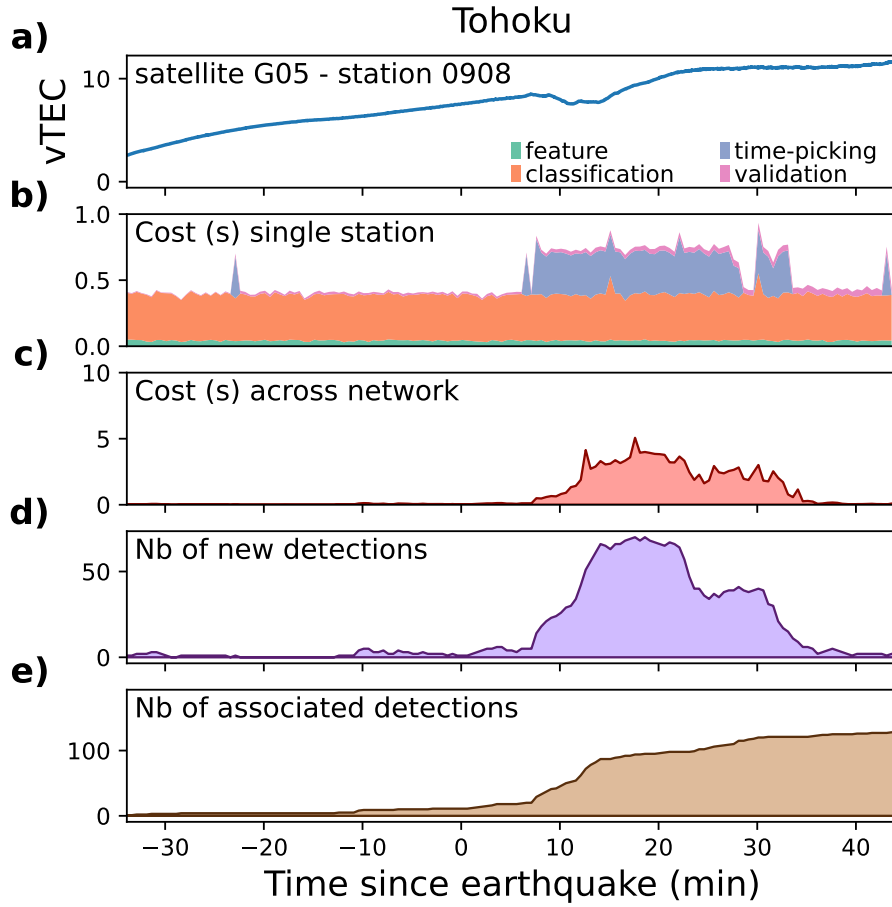 Tohoku
a)
satellite G05 - station 0908
10
0
vTEC
feature
time-picking
classification
validation
b)
Cost (s) single station
1.0
0.5
0.0
c)
Cost (s) across network
10
5
0
d)
Nb of new detections
50
0
e)
Nb of associated detections
100
0
−30 −20 −10 0 10 20 30 40
Time since earthquake (min)